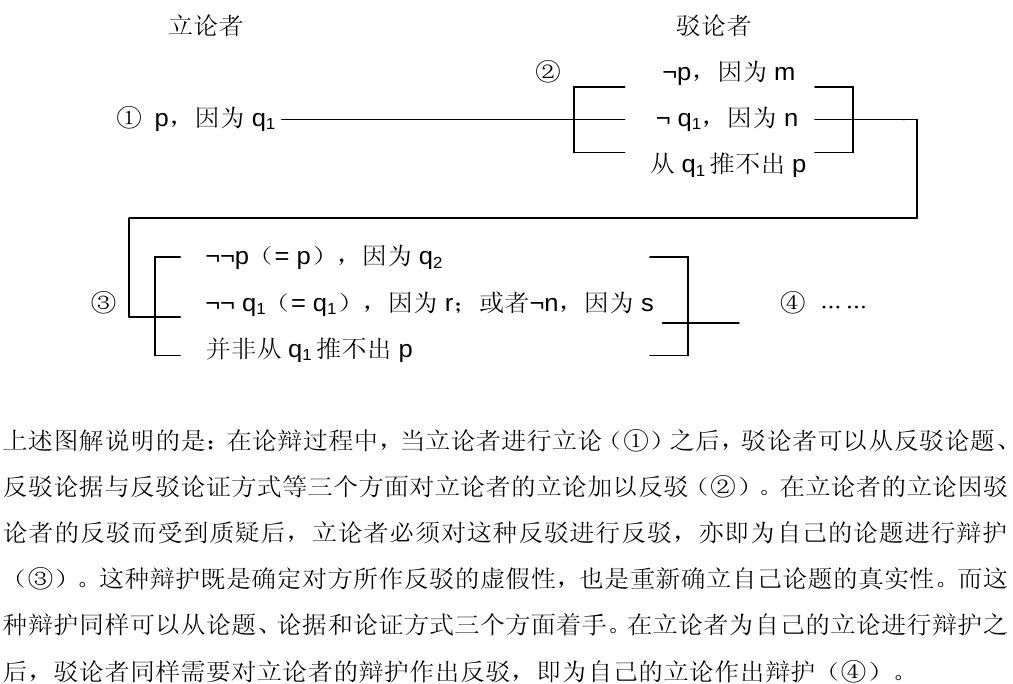 立论者 驳论者
② ¬p，因为 m
① p，因为 q₁ ¬ q₁，因为 n
从 q₁ 推不出 p
¬¬p（= p），因为 q₂
③ ¬¬ q₁（= q₁），因为 r；或者¬n，因为 s ④ ……
并非从 q₁ 推不出 p
上述图解说明的是：在论辩过程中，当立论者进行立论（①）之后，驳论者可以从反驳论题、
反驳论据与反驳论证方式等三个方面对立论者的立论加以反驳（②）。在立论者的立论因驳
论者的反驳而受到质疑后，立论者必须对这种反驳进行反驳，亦即为自己的论题进行辩护
（③）。这种辩护既是确定对方所作反驳的虚假性，也是重新确立自己论题的真实性。而这
种辩护同样可以从论题、论据和论证方式三个方面着手。在立论者为自己的立论进行辩护之
后，驳论者同样需要对立论者的辩护作出反驳，即为自己的立论作出辩护（④）。